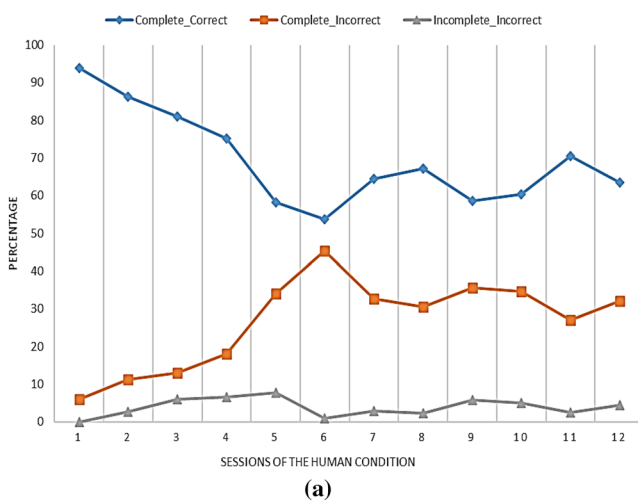 Complete_Correct Complete_Incorrect Incomplete_Incorrect
100
90
80
70
60
50
40
30
20
10
0
PERCENTAGE
1 2 3 4 5 6 7 8 9 10 11 12
SESSIONS OF THE HUMAN CONDITION
(a)